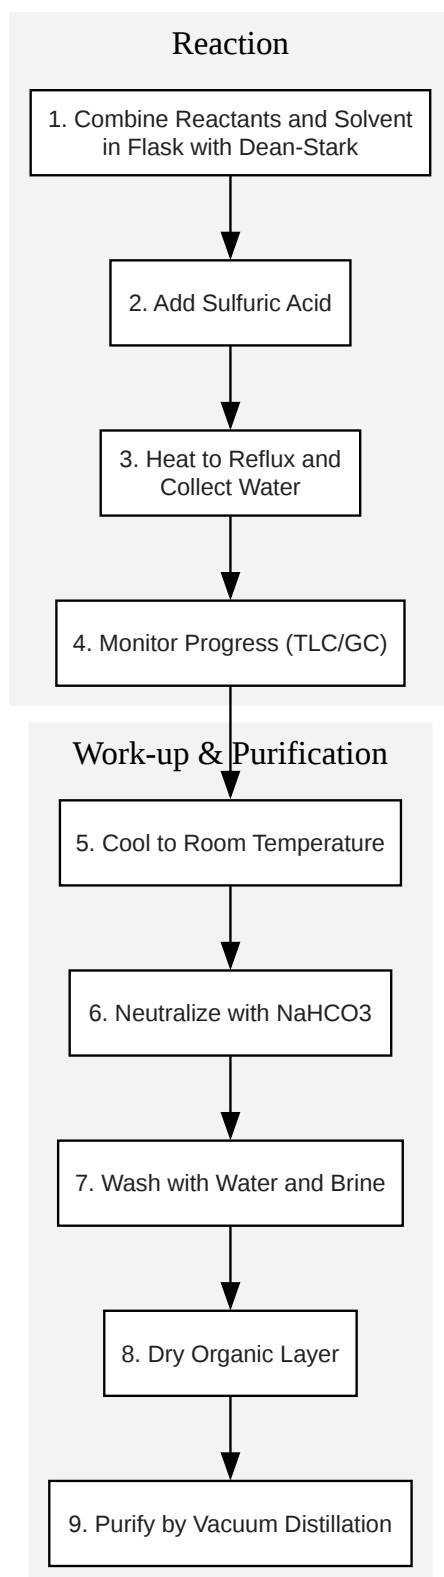 Reaction
1. Combine Reactants and Solvent
in Flask with Dean-Stark
2. Add Sulfuric Acid
3. Heat to Reflux and
Collect Water
4. Monitor Progress (TLC/GC)
Work-up & Purification
5. Cool to Room Temperature
6. Neutralize with NaHCO3
7. Wash with Water and Brine
8. Dry Organic Layer
9. Purify by Vacuum Distillation